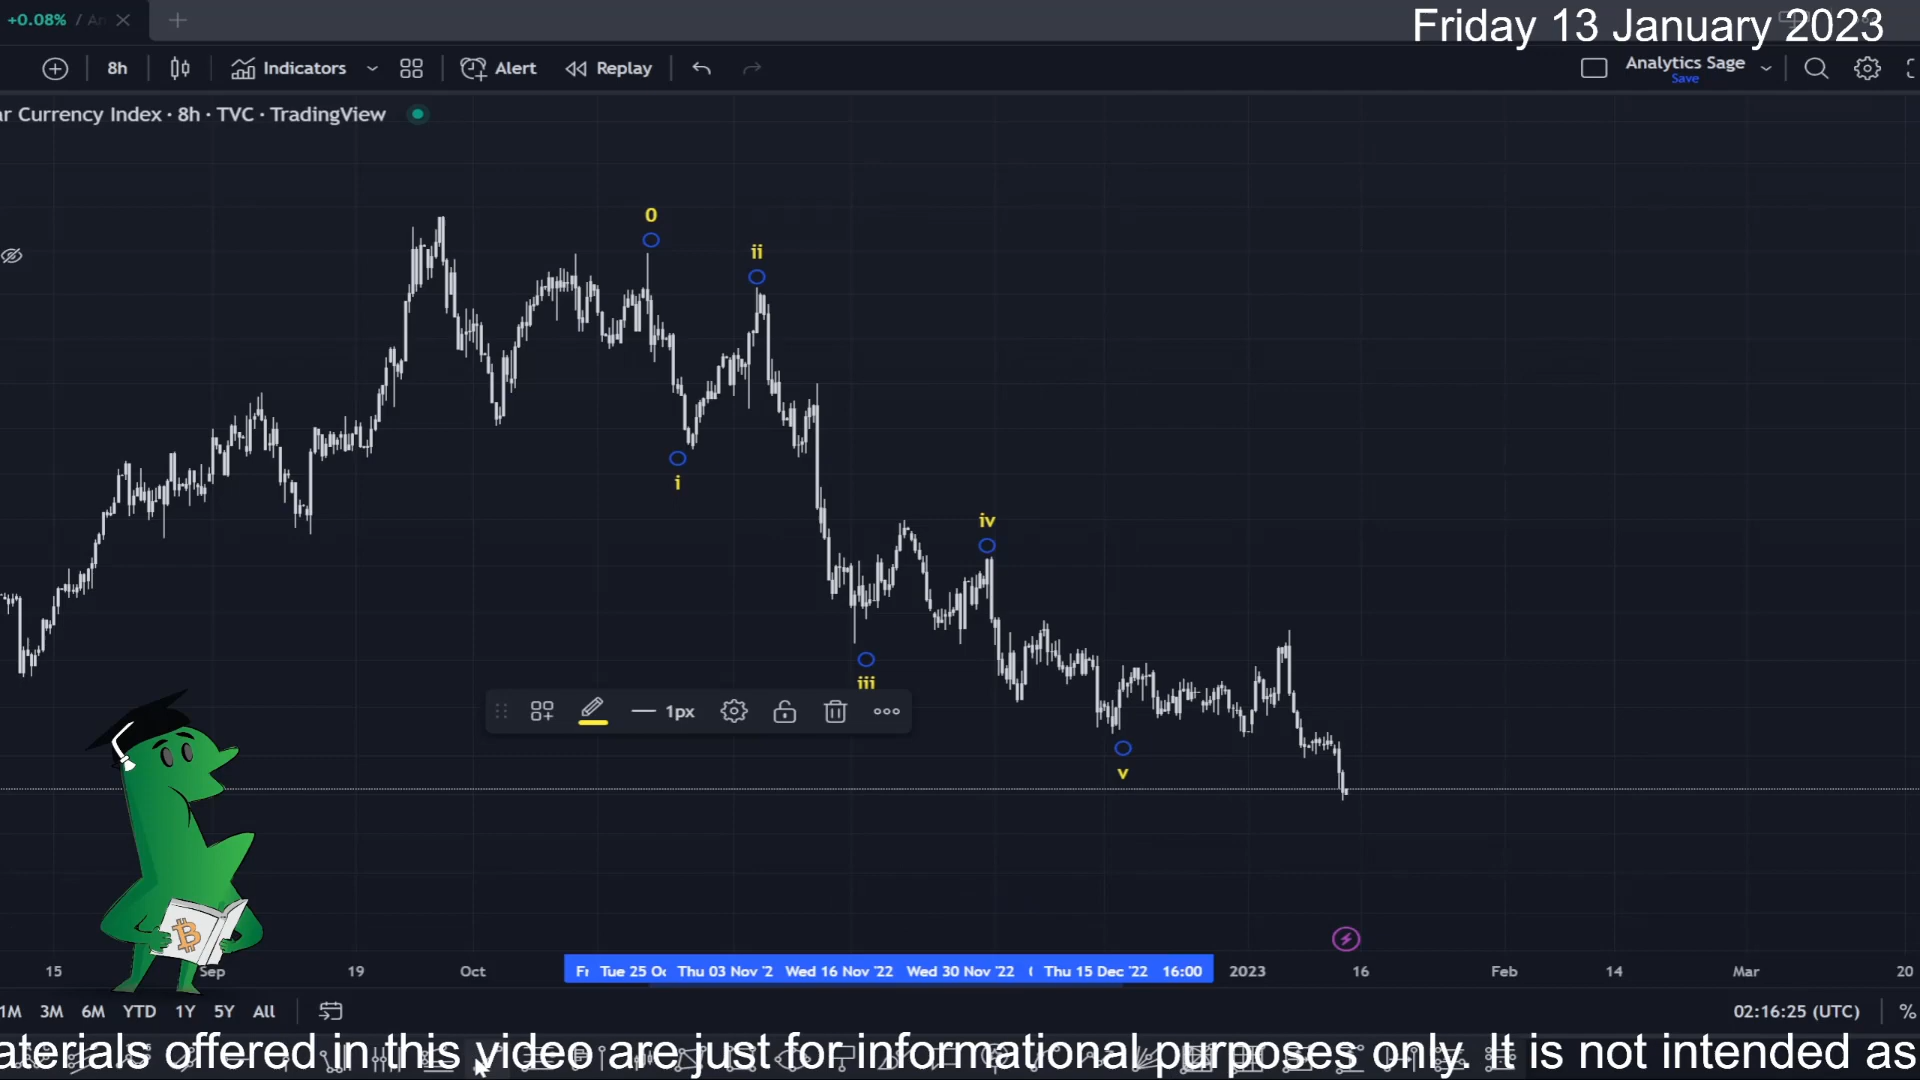 +0.08% /
Friday 13 January 2023
8h
Indicators
Alert
Replay
Analytics Sage
Save
ar Currency Index · 8h · TVC · TradingView
0
ii
i
iv
iii
1px
v
15
Sep
19
Oct
Tue 25 Oc
Thu 03 Nov '2
Wed 16 Nov '22
Wed 30 Nov '22
Thu 15 Dec '22
16:00
2023
16
Feb
14
Mar
20
1M
3M
6M
YTD
1Y
5Y
All
02:16:25 (UTC)
%
aterials offered in this video are just for informational purposes only. It is not intended as